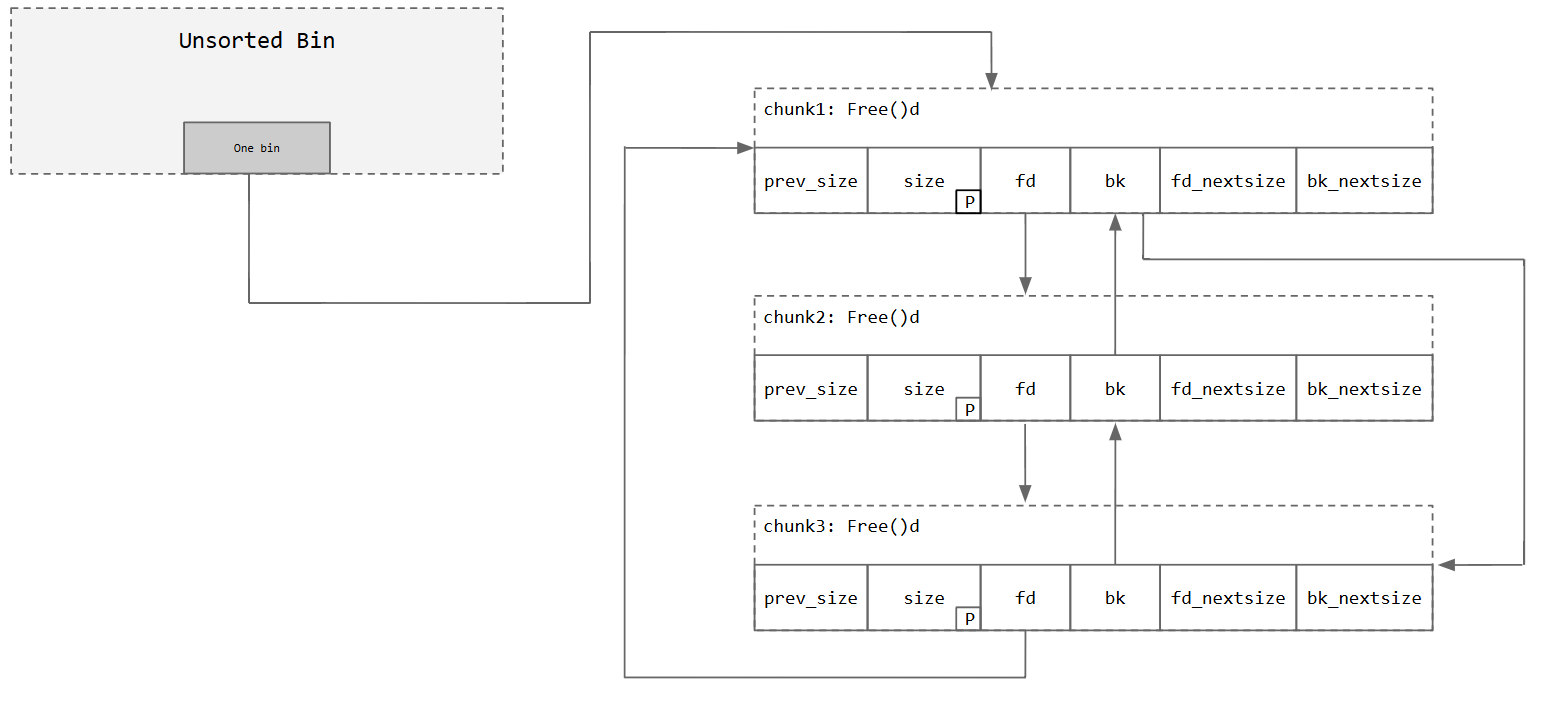 Unsorted Bin
One bin
chunk1: Free()d
prev_size size P fd bk fd_nextsize bk_nextsize
chunk2: Free()d
prev_size size P fd bk fd_nextsize bk_nextsize
chunk3: Free()d
prev_size size P fd bk fd_nextsize bk_nextsize